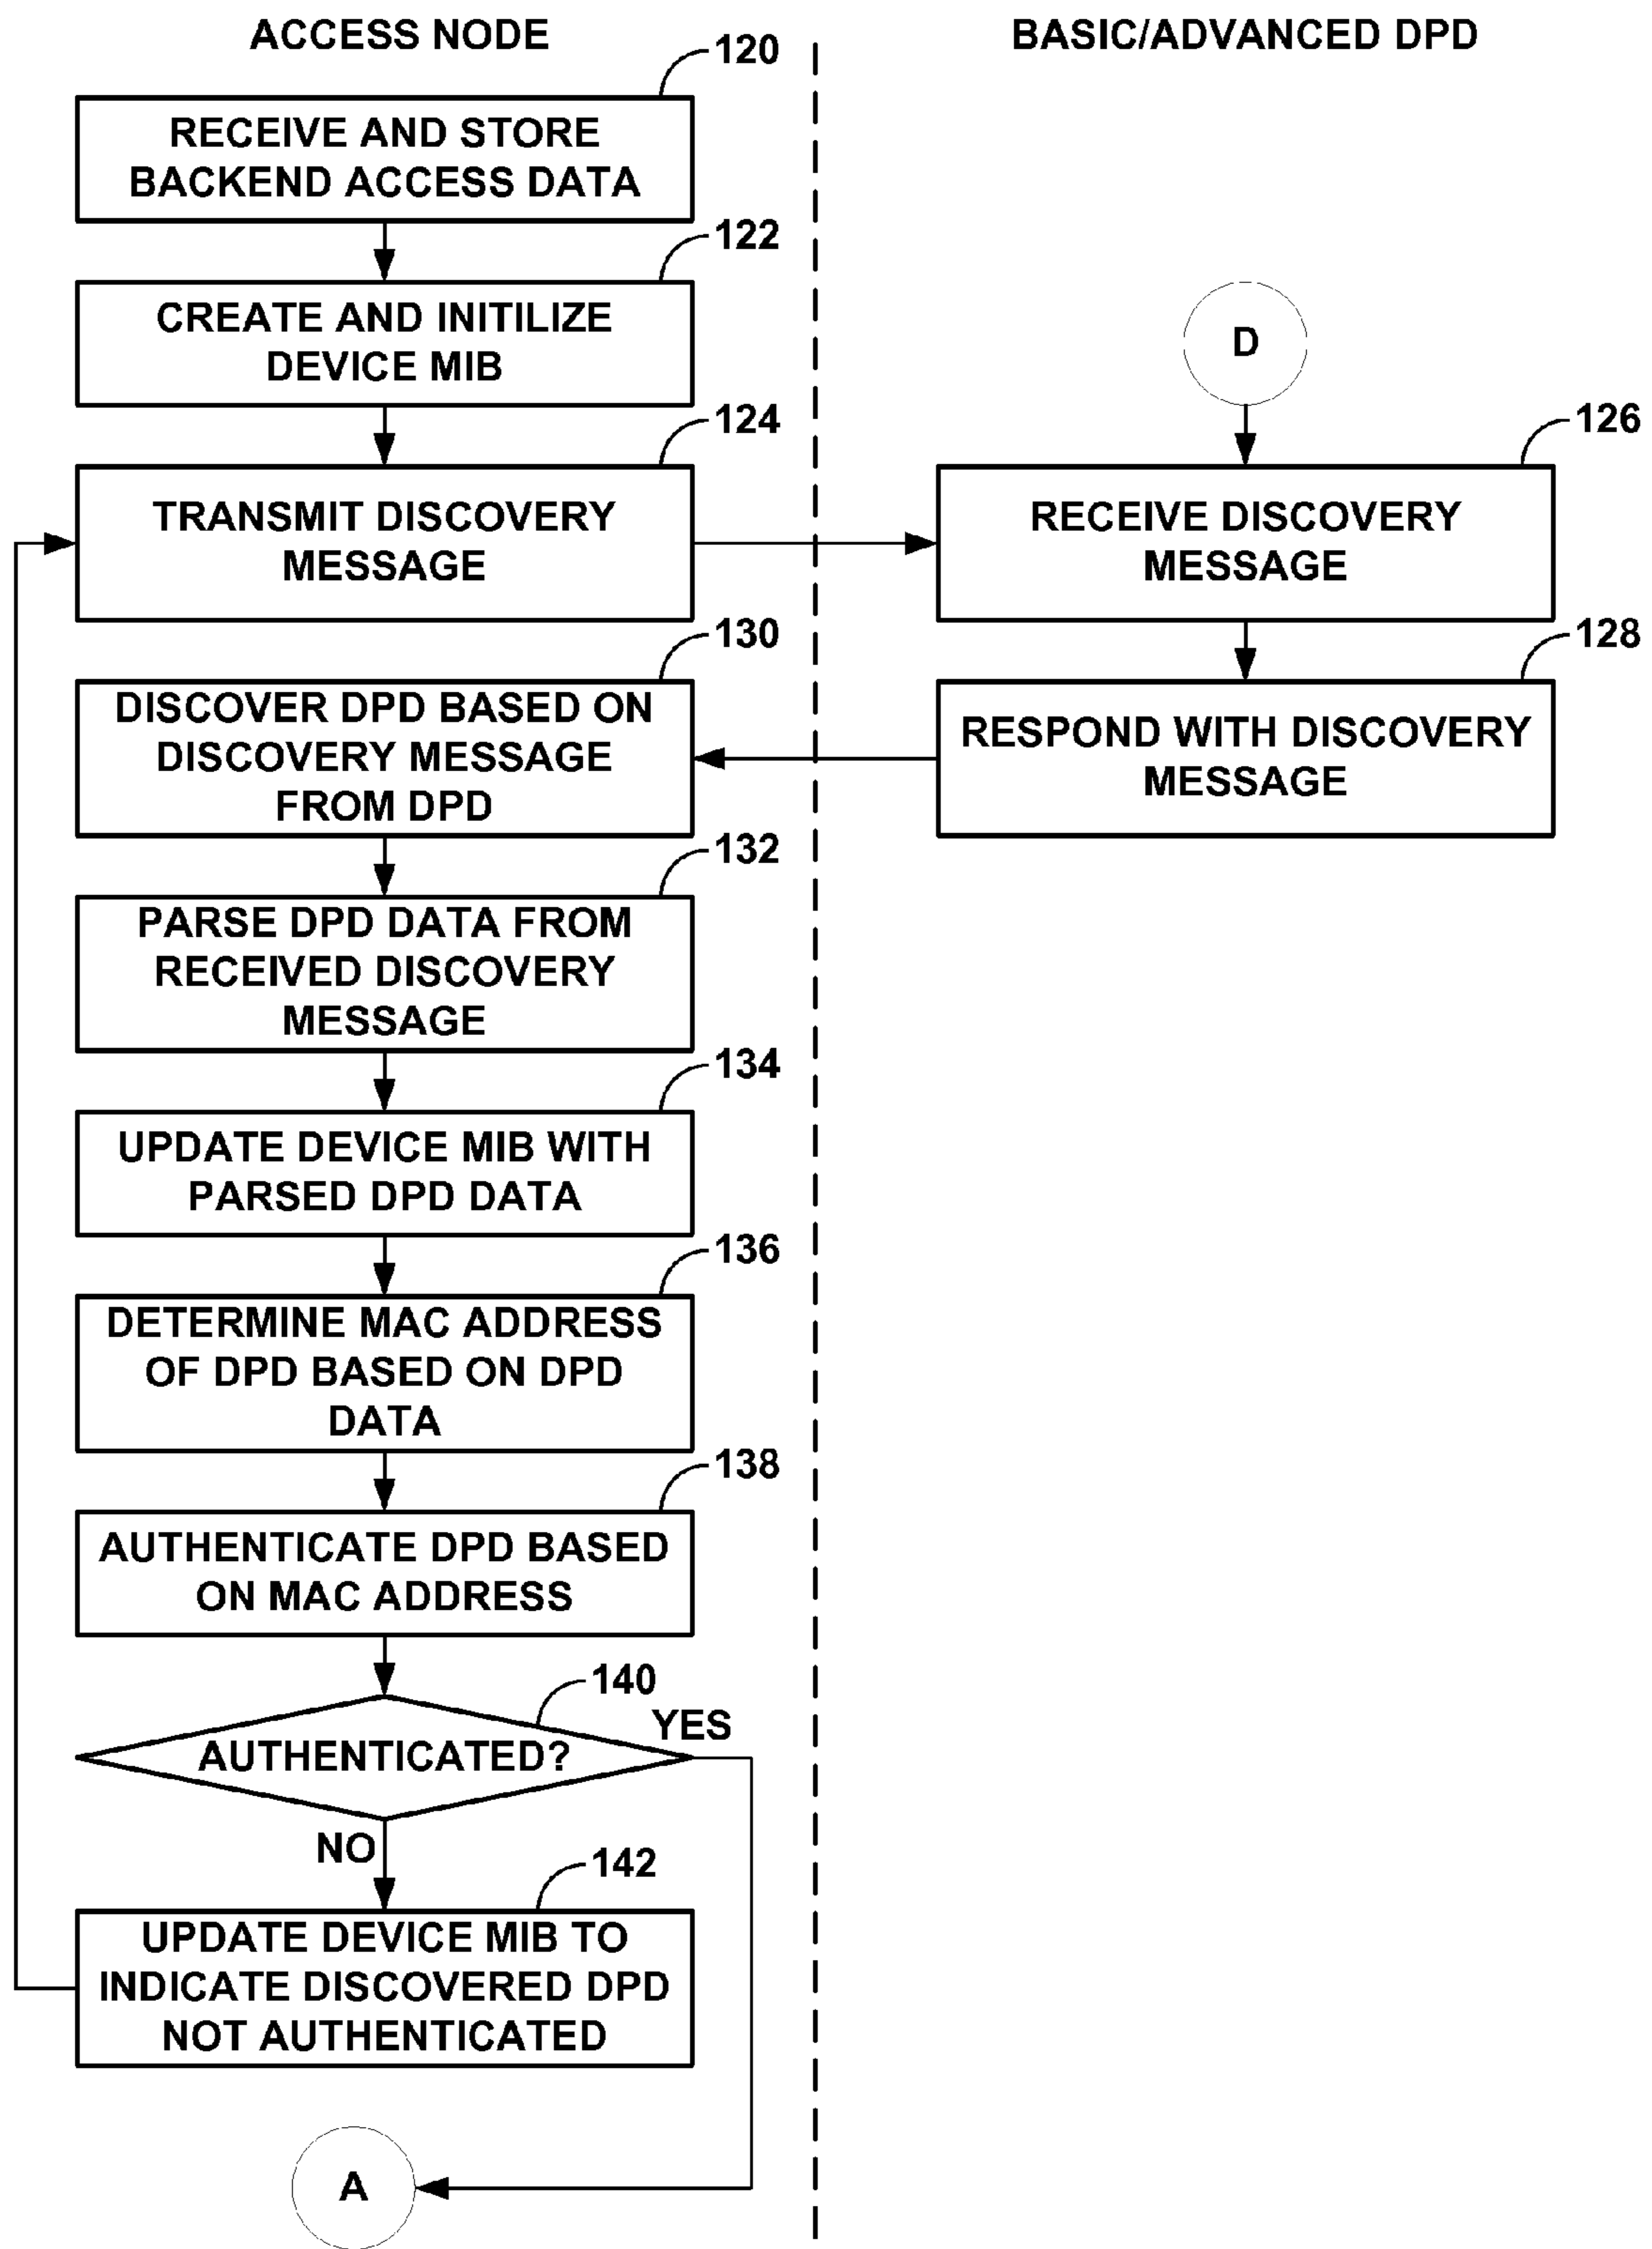 ACCESS NODE
BASIC/ADVANCED DPD
120
RECEIVE AND STORE
BACKEND ACCESS DATA
122
CREATE AND INITILIZE
DEVICE MIB
D
124
TRANSMIT DISCOVERY
MESSAGE
126
RECEIVE DISCOVERY
MESSAGE
128
RESPOND WITH DISCOVERY
MESSAGE
130
DISCOVER DPD BASED ON
DISCOVERY MESSAGE
FROM DPD
132
PARSE DPD DATA FROM
RECEIVED DISCOVERY
MESSAGE
134
UPDATE DEVICE MIB WITH
PARSED DPD DATA
136
DETERMINE MAC ADDRESS
OF DPD BASED ON DPD
DATA
138
AUTHENTICATE DPD BASED
ON MAC ADDRESS
140
AUTHENTICATED?
YES
NO
142
UPDATE DEVICE MIB TO
INDICATE DISCOVERED DPD
NOT AUTHENTICATED
A